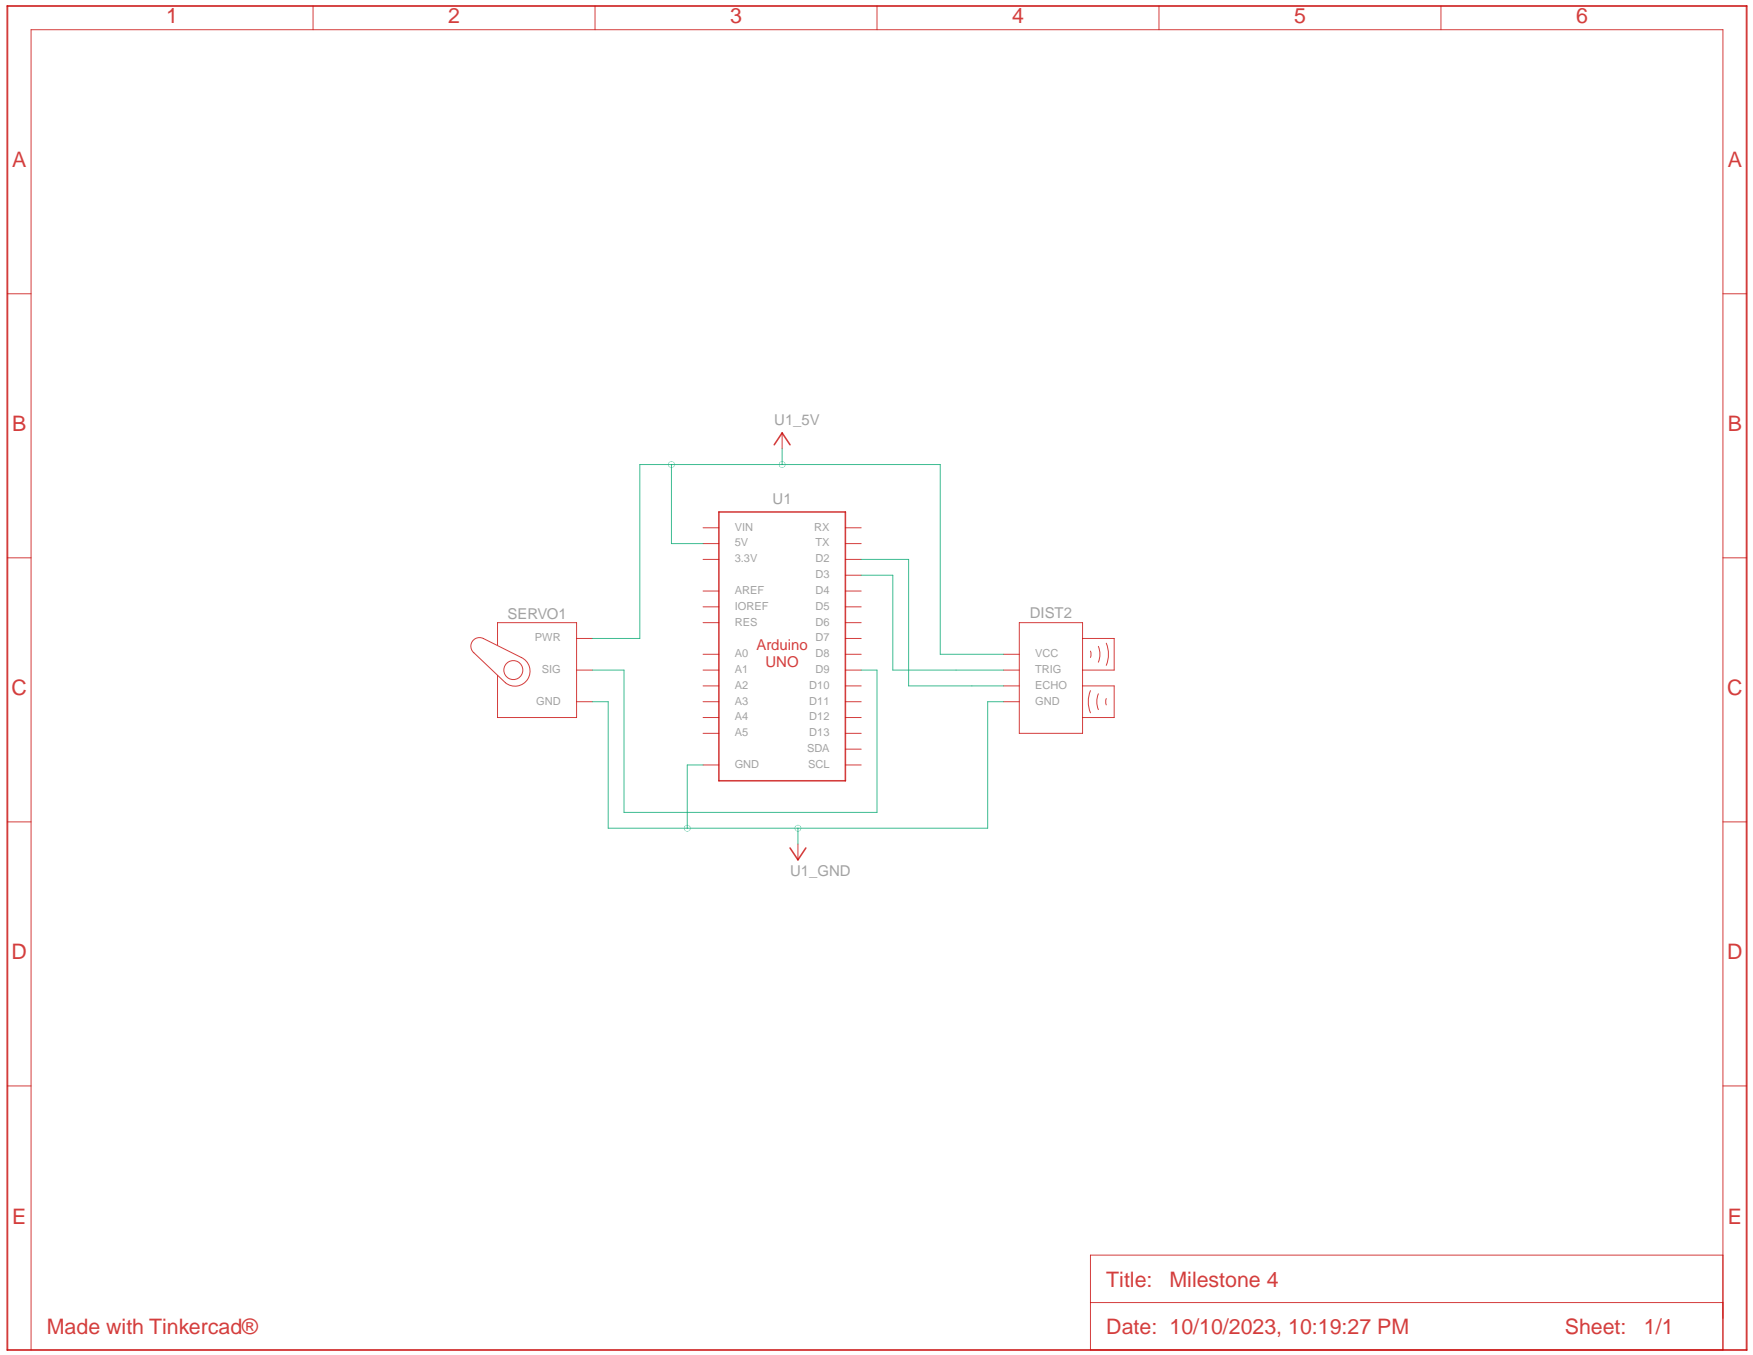 1 2 3 4 5 6
A A
B B
U1_5V
U1
VIN RX
5V TX
3.3V D2
D3
AREF D4
IOREF D5
RES D6
D7
A0 D8
A1 D9
A2 D10
A3 D11
A4 D12
A5 D13
SDA
GND SCL
Arduino
UNO
SERVO1
PWR
SIG
GND
DIST2
VCC
TRIG
ECHO
GND
C C
U1_GND
D D
E E
Title: Milestone 4
Made with Tinkercad®
Date: 10/10/2023, 10:19:27 PM Sheet: 1/1